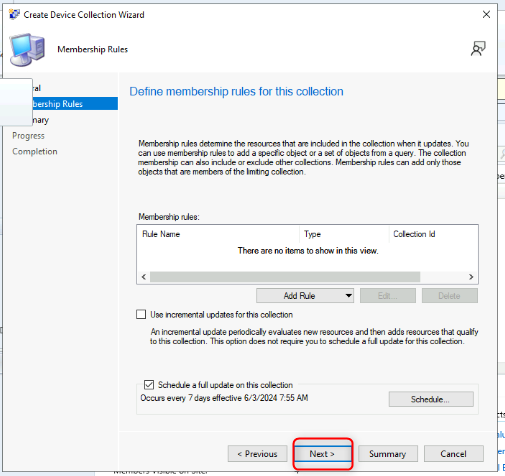 Create Device Collection Wizard
Membership Rules
ral
bership Rules
mary
Progress
Completion
Define membership rules for this collection
Membership rules determine the resources that are included in the collection when it updates. You
can use membership rules to add a specific object or a set of objects from a query. The collection
membership can also include or exclude other collections. Membership rules can add only those
objects that are members of the limiting collection.
Membership rules:
Rule Name Type Collection Id
There are no items to show in this view.
Add Rule Edit... Delete
Use incremental updates for this collection
An incremental update periodically evaluates new resources and then adds resources that qualify
to this collection. This option does not require you to schedule a full update for this collection.
Schedule a full update on this collection
Occurs every 7 days effective 6/3/2024 7:55 AM
Schedule...
< Previous Next > Summary Cancel